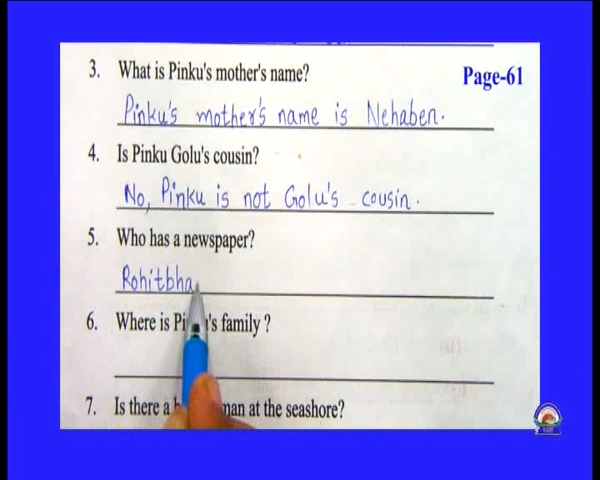 3. What is Pinku's mother's name?
Page-61
Pinku's mother's name is Nehaben.
4. Is Pinku Golu's cousin?
No, Pinku is not Golu's cousin.
5. Who has a newspaper?
Rohitbha
6. Where is 's family ?
7. Is there a at the seashore?